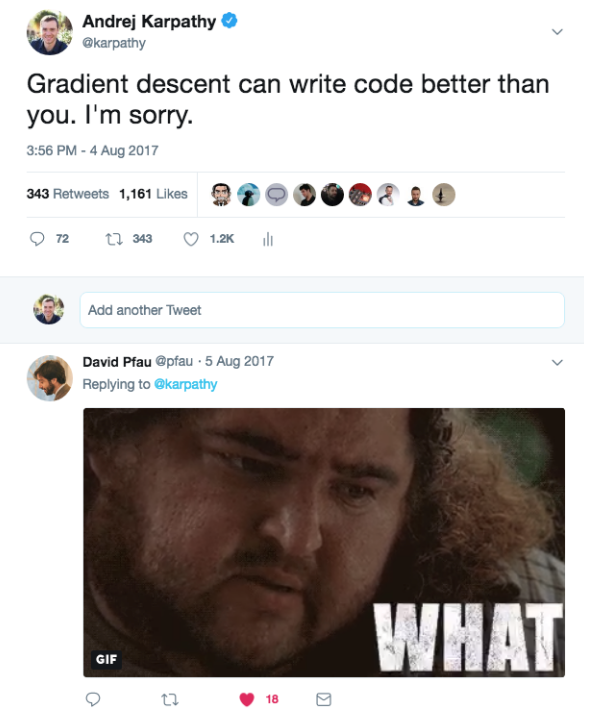 Andrej Karpathy
@karpathy
Gradient descent can write code better than
you. I'm sorry.
3:56 PM - 4 Aug 2017
343 Retweets 1,161 Likes
72 343 1.2K
Add another Tweet
David Pfau @pfau · 5 Aug 2017
Replying to @karpathy
WHAT
GIF
18